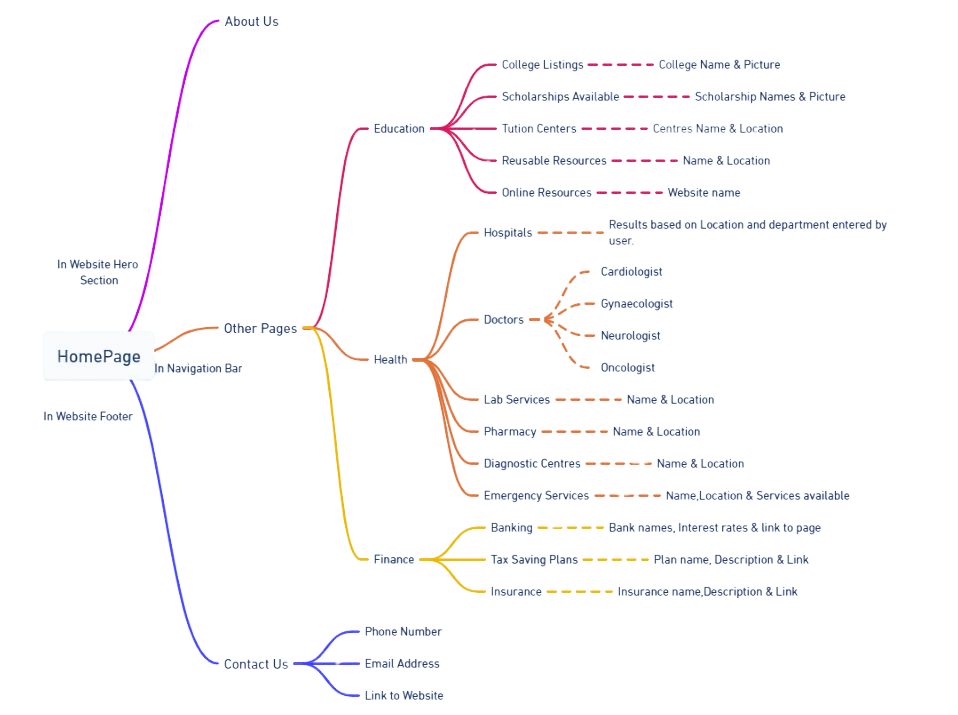 About Us
College Listings
College Name & Picture
Scholarships Available
Scholarship Names & Picture
Education
Tution Centers
Centres Name & Location
Reusable Resources
Name & Location
Online Resources
Website name
Hospitals
Results based on Location and department entered by
user.
In Website Hero
Section
Cardiologist
Gynaecologist
Doctors
Neurologist
Oncologist
Other Pages
HomePage
In Navigation Bar
Health
Lab Services
Name & Location
In Website Footer
Pharmacy
Name & Location
Diagnostic Centres
Name & Location
Emergency Services
Name,Location & Services available
Banking
Bank names, Interest rates & link to page
Finance
Tax Saving Plans
Plan name, Description & Link
Insurance
Insurance name,Description & Link
Phone Number
Contact Us
Email Address
Link to Website